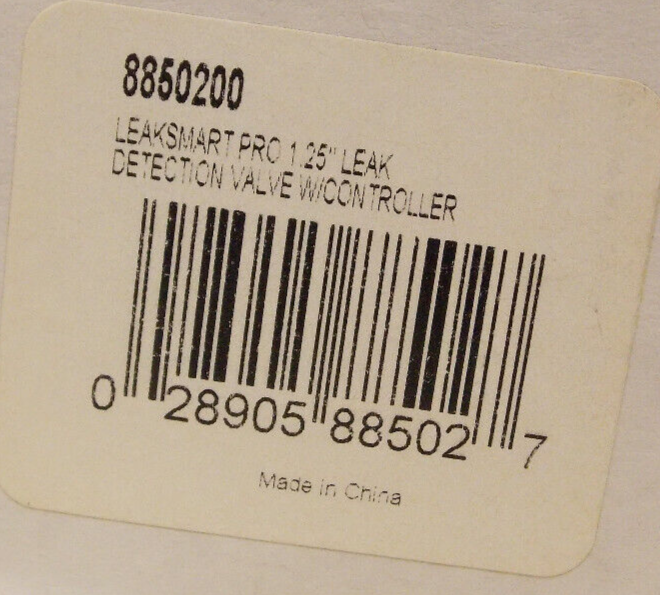 8850200
LEAKSMART PRO 1.25" LEAK
DETECTION VALVE W/CONTROLLER
0 28905 88502 7
Made in China